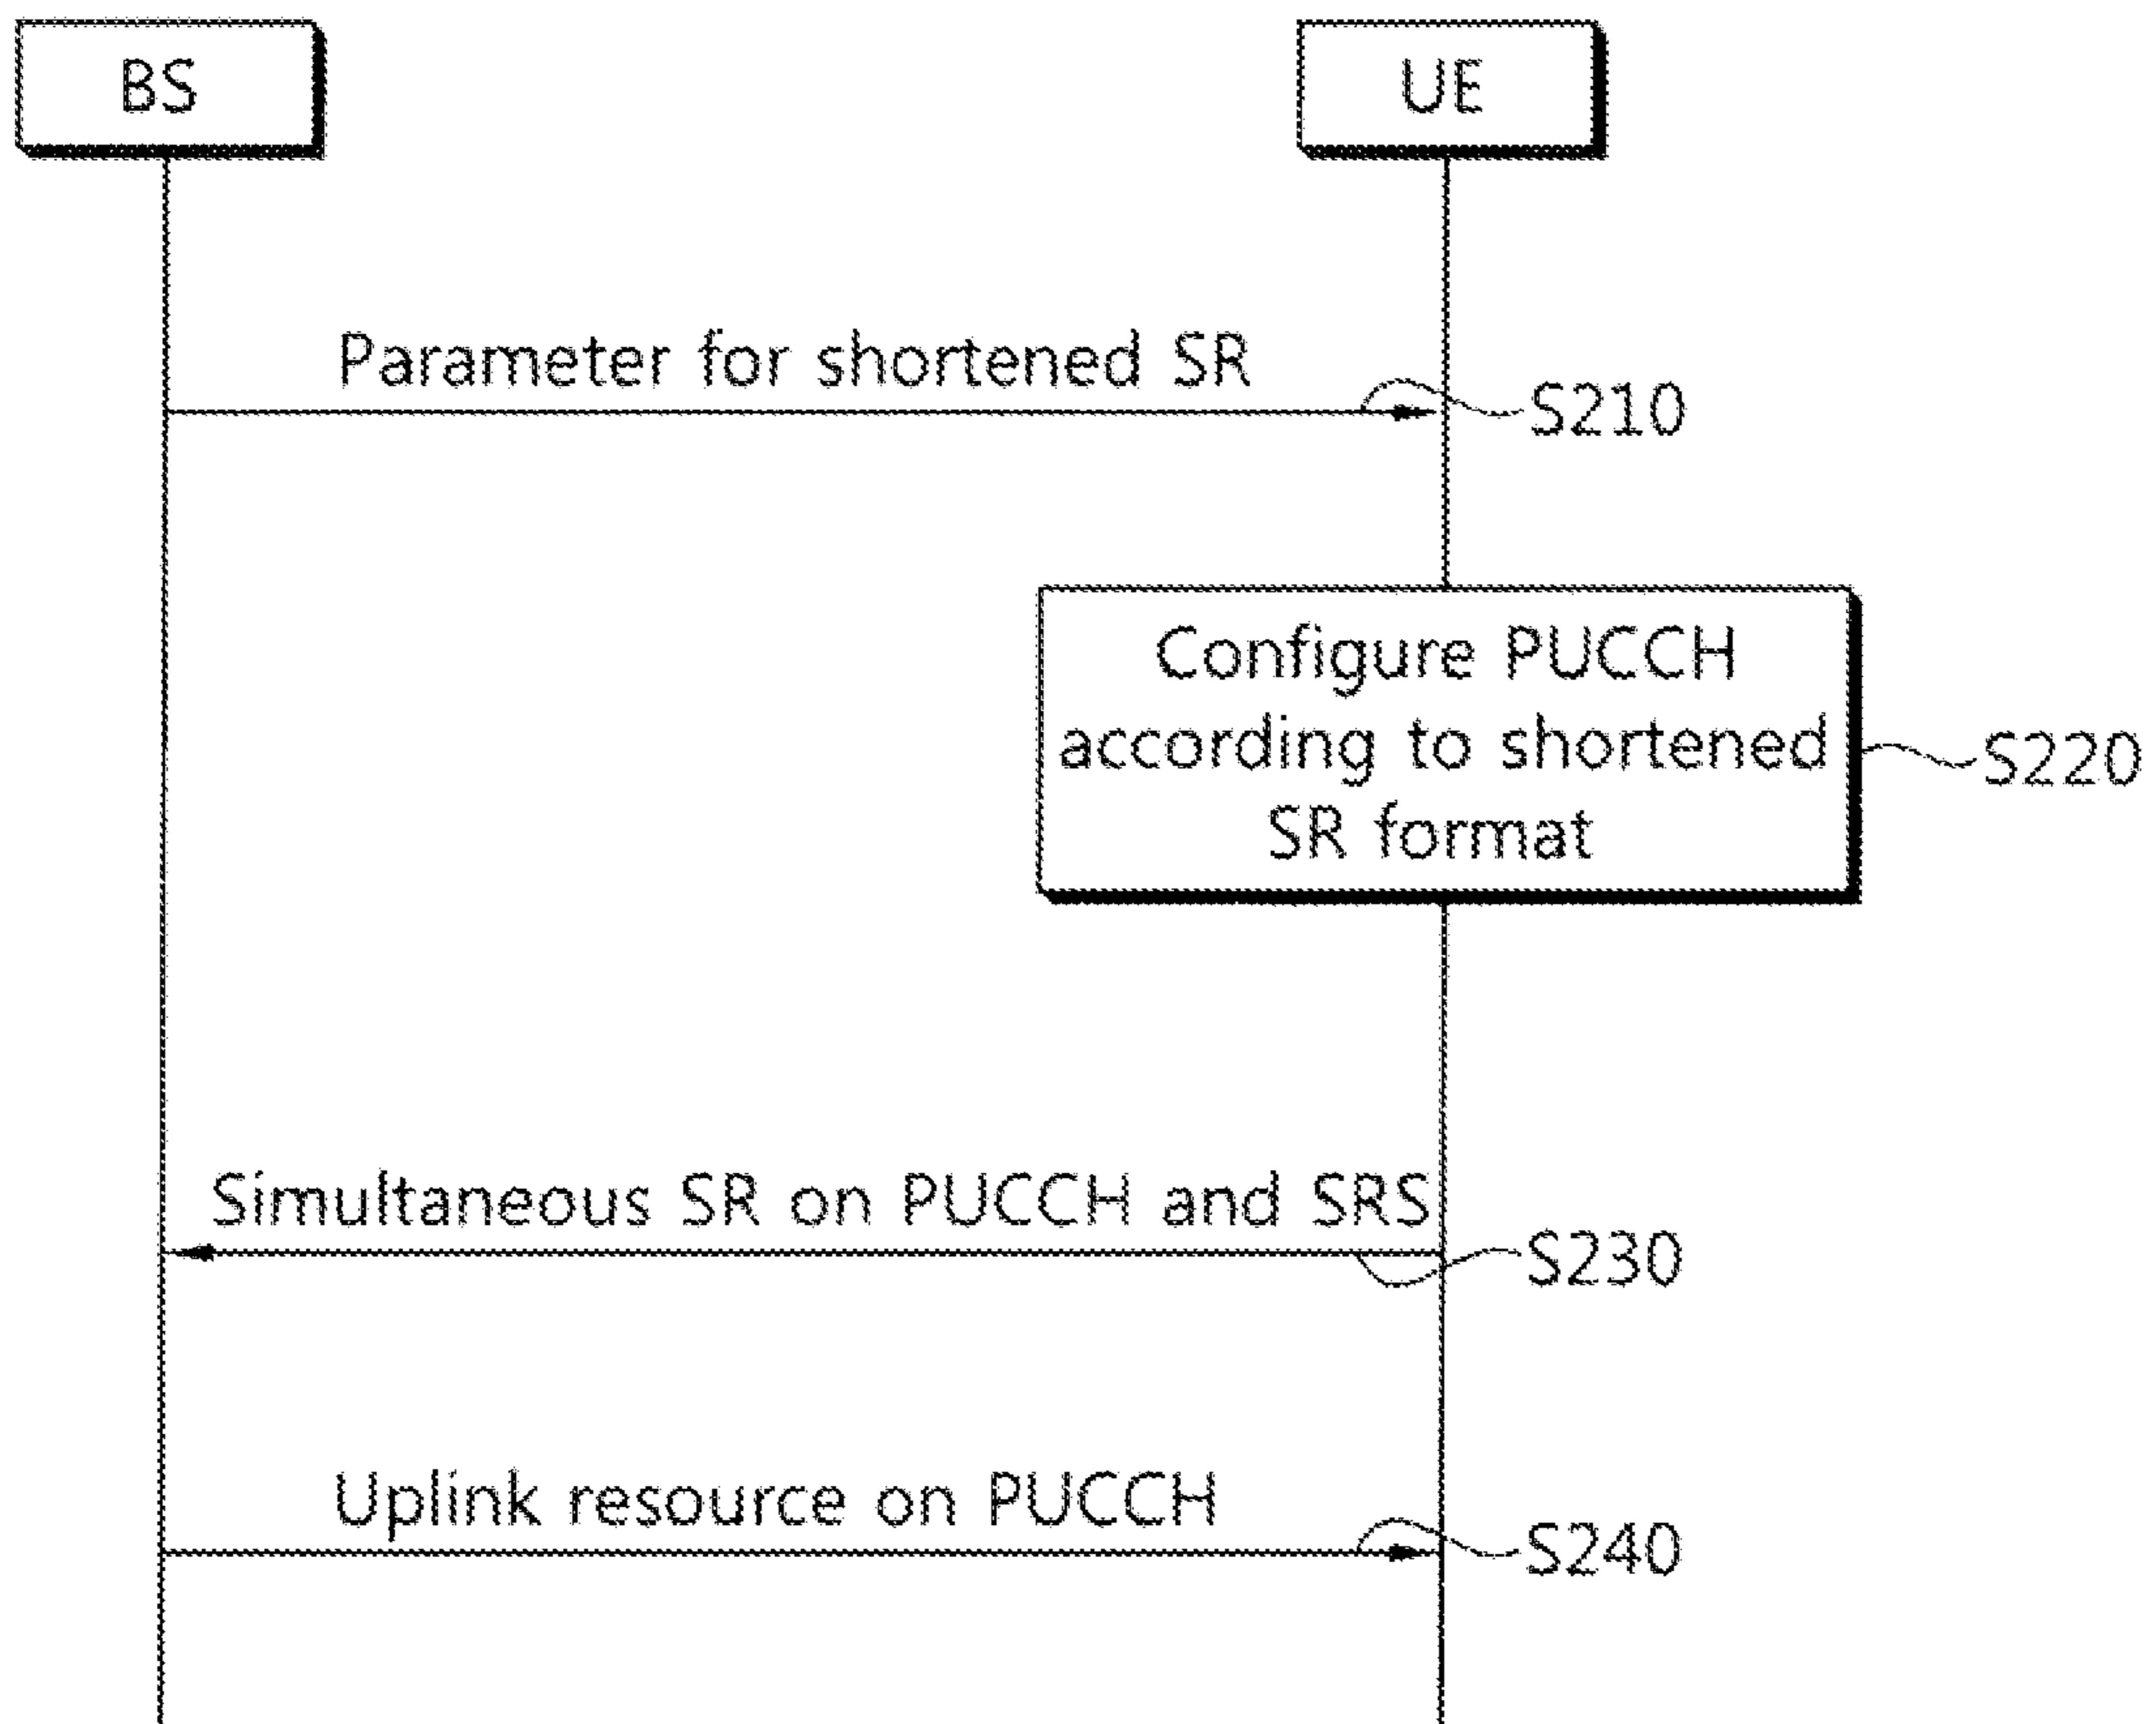 BS
UE
Parameter for shortened SR
S210
Configure PUCCH
according to shortened
SR format
S220
Simultaneous SR on PUCCH and SRS
S230
Uplink resource on PUCCH
S240